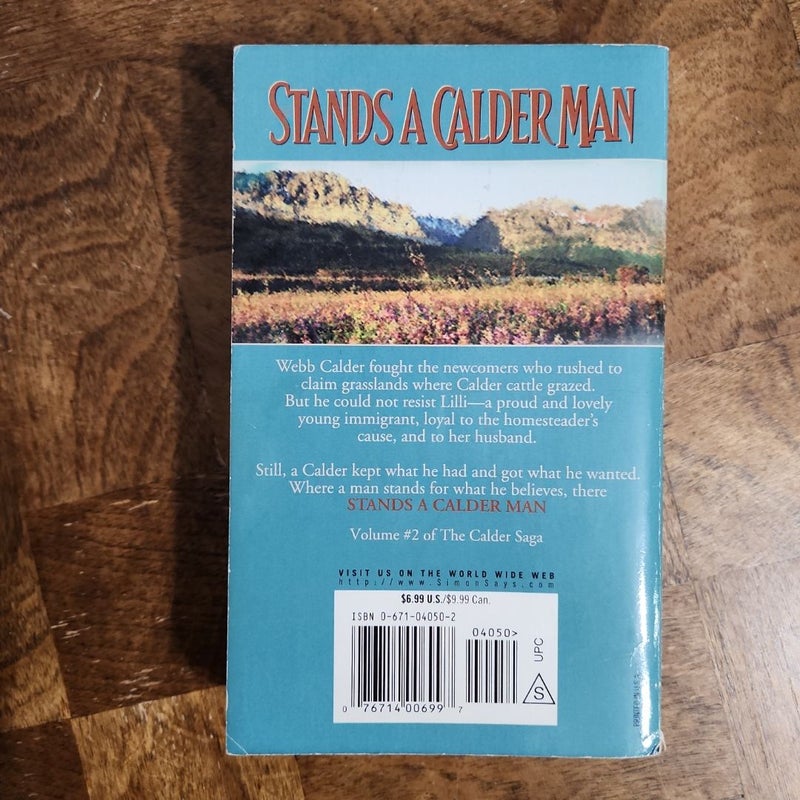 STANDS A CALDER MAN
Webb Calder fought the newcomers who rushed to
claim grasslands where Calder cattle grazed.
But he could not resist Lilli—a proud and lovely
young immigrant, loyal to the homesteader's
cause, and to her husband.
Still, a Calder kept what he had and got what he wanted.
Where a man stands for what he believes, there
STANDS A CALDER MAN
Volume #2 of The Calder Saga
VISIT US ON THE WORLD WIDE WEB
http://www.SimonSays.com
$6.99 U.S./$9.99 Can.
ISBN 0-671-04050-2
04050>
UPC
S
0 76714 00699 7
PRINTED IN U.S.A.